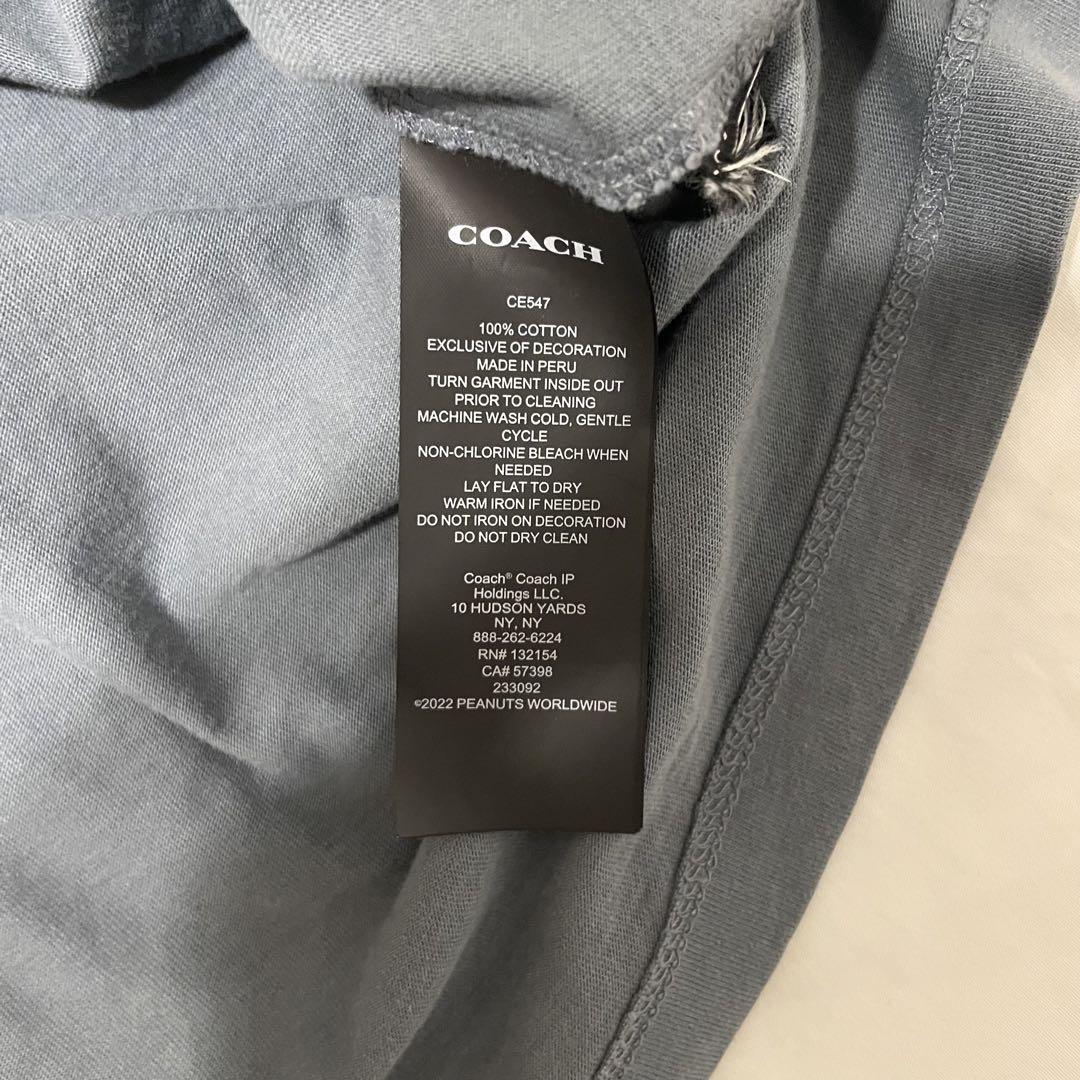 COACH
CE547
100% COTTON
EXCLUSIVE OF DECORATION
MADE IN PERU
TURN GARMENT INSIDE OUT
PRIOR TO CLEANING
MACHINE WASH COLD, GENTLE
CYCLE
NON-CHLORINE BLEACH WHEN
NEEDED
LAY FLAT TO DRY
WARM IRON IF NEEDED
DO NOT IRON ON DECORATION
DO NOT DRY CLEAN
Coach® Coach IP
Holdings LLC.
10 HUDSON YARDS
NY, NY
888-262-6224
RN# 132154
CA# 57398
233092
©2022 PEANUTS WORLDWIDE